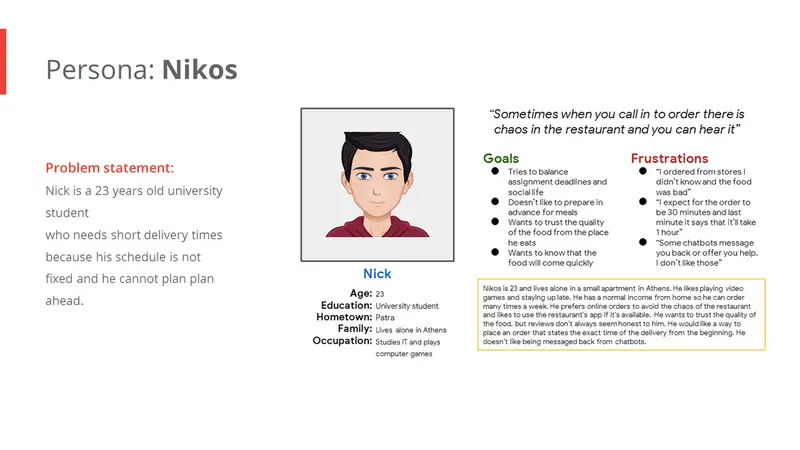 Persona: Nikos
Problem statement:
Nick is a 23 years old university
student
who needs short delivery times
because his schedule is not
fixed and he cannot plan plan
ahead.
Nick
Age: 23
Education: University student
Hometown: Patra
Family: Lives alone in Athens
Occupation: Studies IT and plays
computer games
“Sometimes when you call in to order there is
chaos in the restaurant and you can hear it”
Goals
● Tries to balance
assignment deadlines and
social life
● Doesn’t like to prepare in
advance for meals
● Wants to trust the quality
of the food from the place
he eats
● Wants to know that the
food will come quickly
Frustrations
● “I ordered from stores I
didn’t know and the food
was bad”
● “I expect for the order to
be 30 minutes and last
minute it says that it’ll take
1 hour”
● “Some chatbots message
you back or offer you help.
I don’t like those”
Nikos is 23 and lives alone in a small apartment in Athens. He likes playing video
games and staying up late. He has a normal income from home so he can order
many times a week. He prefers online orders to avoid the chaos of the restaurant
and likes to use the restaurant’s app if it’s available. He wants to trust the quality of
the food, but reviews don’t always seem honest to him. He would like a way to
place an order that states the exact time of the delivery from the beginning. He
doesn’t like being messaged back from chatbots.